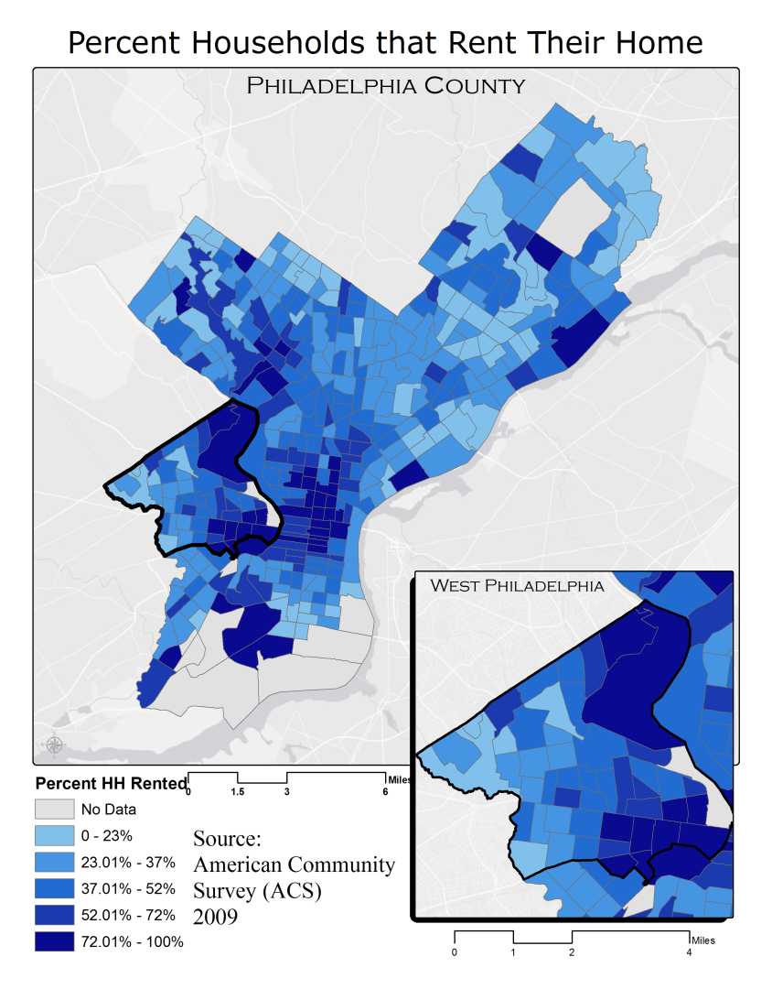 Percent Households that Rent Their Home
PHILADELPHIA COUNTY
WEST PHILADELPHIA
Percent HH Rented
0 1.5 3 6 Miles
No Data
0 - 23%
23.01% - 37%
37.01% - 52%
52.01% - 72%
72.01% - 100%
Source:
American Community
Survey (ACS)
2009
0 1 2 4 Miles